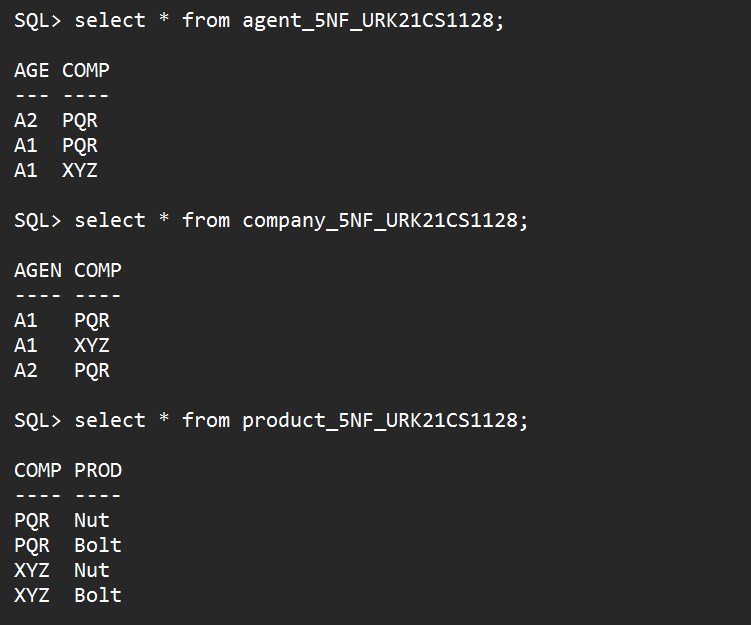 SQL> select * from agent_5NF_URK21CS1128;
AGE COMP
--- ----
A2  PQR
A1  PQR
A1  XYZ
SQL> select * from company_5NF_URK21CS1128;
AGEN COMP
---- ----
A1   PQR
A1   XYZ
A2   PQR
SQL> select * from product_5NF_URK21CS1128;
COMP PROD
---- ----
PQR  Nut
PQR  Bolt
XYZ  Nut
XYZ  Bolt